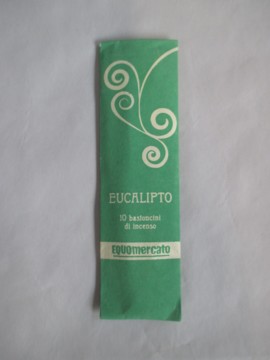 EUCALIPTO
10 bastoncini
di incenso
EQUOmercato